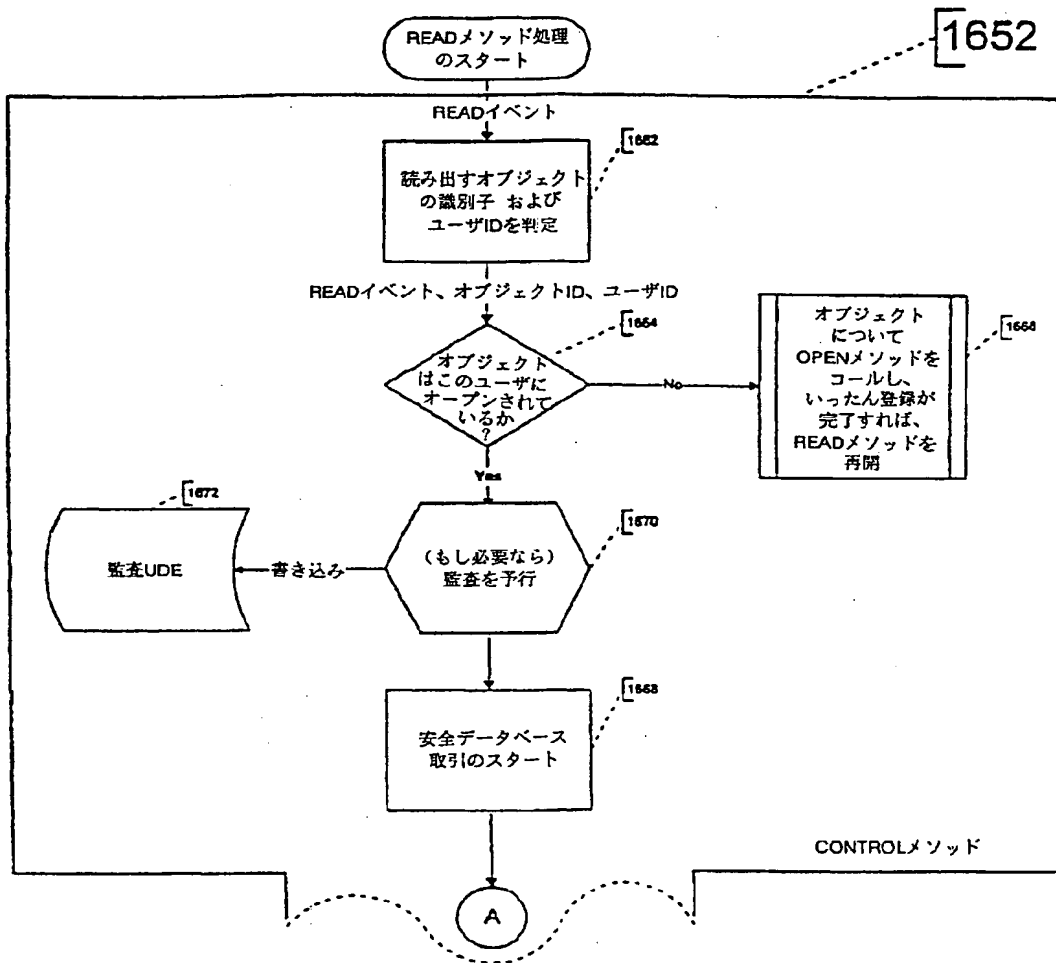 READメソッド処理
のスタート
1652
READイベント
1662
読み出すオブジェクト
の識別子 および
ユーザIDを判定
READイベント、オブジェクトID、ユーザID
1664
オブジェクト
はこのユーザに
オープンされて
いるか
?
No
1666
オブジェクト
について
OPENメソッドを
コールし、
いったん登録が
完了すれば、
READメソッドを
再開
Yes
1672
監査UDE
書き込み
1670
(もし必要なら)
監査を予行
1668
安全データベース
取引のスタート
CONTROLメソッド
A